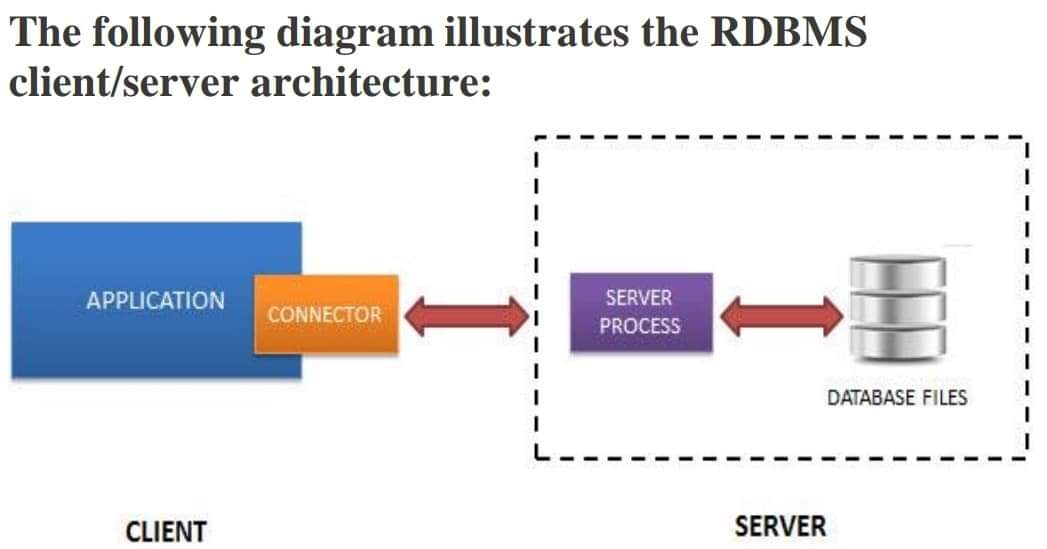 The following diagram illustrates the RDBMS
client/server architecture:
APPLICATION
CONNECTOR
SERVER
PROCESS
DATABASE FILES
CLIENT
SERVER